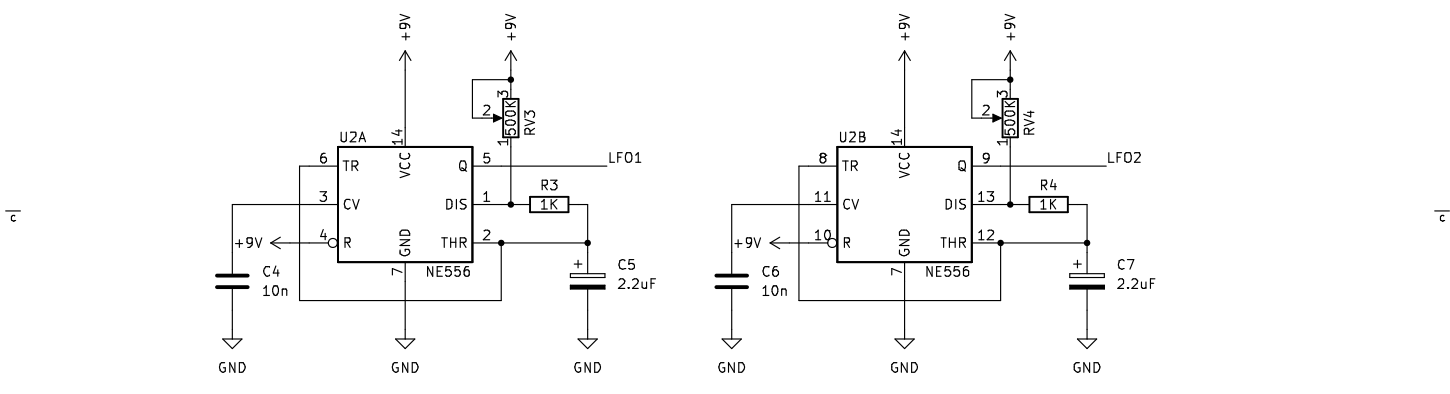 +9V
+9V
+9V
+9V
3
2
500K
RV3
1
3
2
500K
RV4
1
U2A
14
U2B
14
6
TR
VCC
Q
5
LFO1
8
TR
VCC
Q
9
LFO2
R3
R4
3
CV
DIS
1
1K
11
CV
DIS
13
1K
c
c
+9V
4
R
GND
THR
2
+9V
10
R
GND
THR
12
7
NE556
7
NE556
C4
10n
+
C5
2.2uF
C6
10n
+
C7
2.2uF
GND
GND
GND
GND
GND
GND